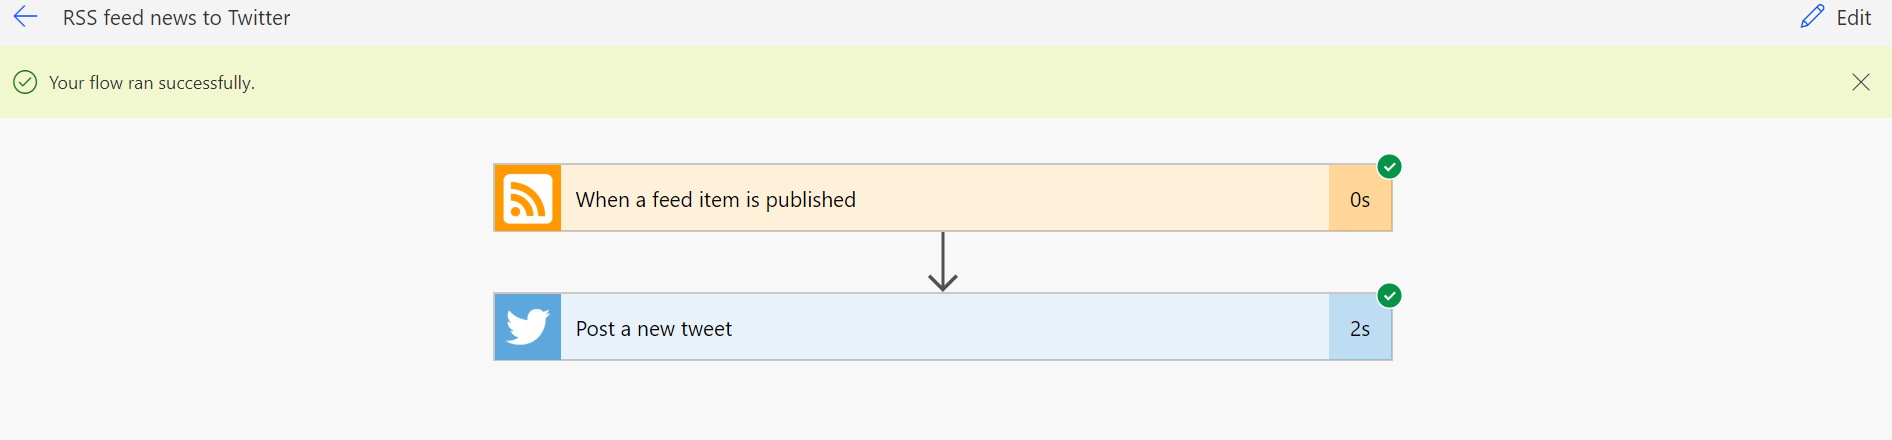 RSS feed news to Twitter
Edit
Your flow ran successfully.
When a feed item is published
0s
Post a new tweet
2s